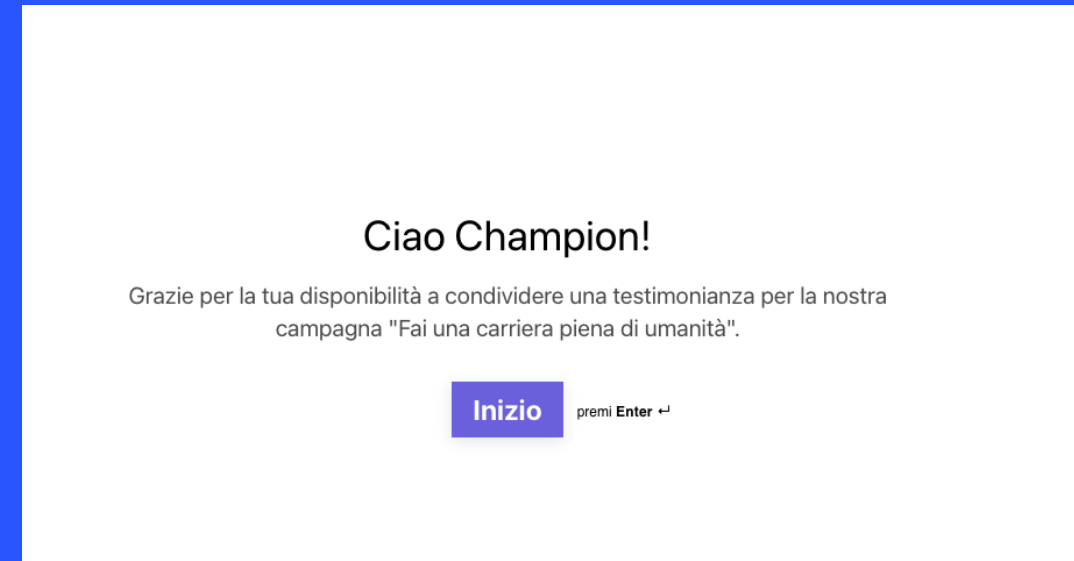 Ciao Champion!
Grazie per la tua disponibilità a condividere una testimonianza per la nostra
campagna "Fai una carriera piena di umanità".
Inizio premi Enter ↵